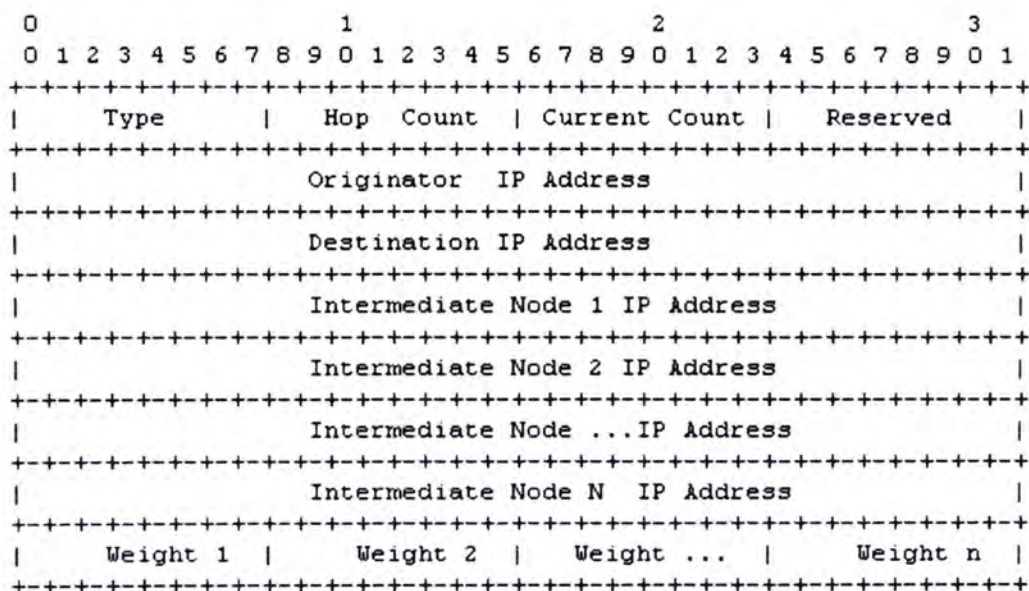 0                   1                   2                   3
0 1 2 3 4 5 6 7 8 9 0 1 2 3 4 5 6 7 8 9 0 1 2 3 4 5 6 7 8 9 0 1
+-+-+-+-+-+-+-+-+-+-+-+-+-+-+-+-+-+-+-+-+-+-+-+-+-+-+-+-+-+-+-+-+
| Type | Hop Count | Current Count | Reserved |
+-+-+-+-+-+-+-+-+-+-+-+-+-+-+-+-+-+-+-+-+-+-+-+-+-+-+-+-+-+-+-+-+
| Originator IP Address |
+-+-+-+-+-+-+-+-+-+-+-+-+-+-+-+-+-+-+-+-+-+-+-+-+-+-+-+-+-+-+-+-+
| Destination IP Address |
+-+-+-+-+-+-+-+-+-+-+-+-+-+-+-+-+-+-+-+-+-+-+-+-+-+-+-+-+-+-+-+-+
| Intermediate Node 1 IP Address |
+-+-+-+-+-+-+-+-+-+-+-+-+-+-+-+-+-+-+-+-+-+-+-+-+-+-+-+-+-+-+-+-+
| Intermediate Node 2 IP Address |
+-+-+-+-+-+-+-+-+-+-+-+-+-+-+-+-+-+-+-+-+-+-+-+-+-+-+-+-+-+-+-+-+
| Intermediate Node ...IP Address |
+-+-+-+-+-+-+-+-+-+-+-+-+-+-+-+-+-+-+-+-+-+-+-+-+-+-+-+-+-+-+-+-+
| Intermediate Node N IP Address |
+-+-+-+-+-+-+-+-+-+-+-+-+-+-+-+-+-+-+-+-+-+-+-+-+-+-+-+-+-+-+-+-+
| Weight 1 | Weight 2 | Weight ... | Weight n |
+-+-+-+-+-+-+-+-+-+-+-+-+-+-+-+-+-+-+-+-+-+-+-+-+-+-+-+-+-+-+-+-+